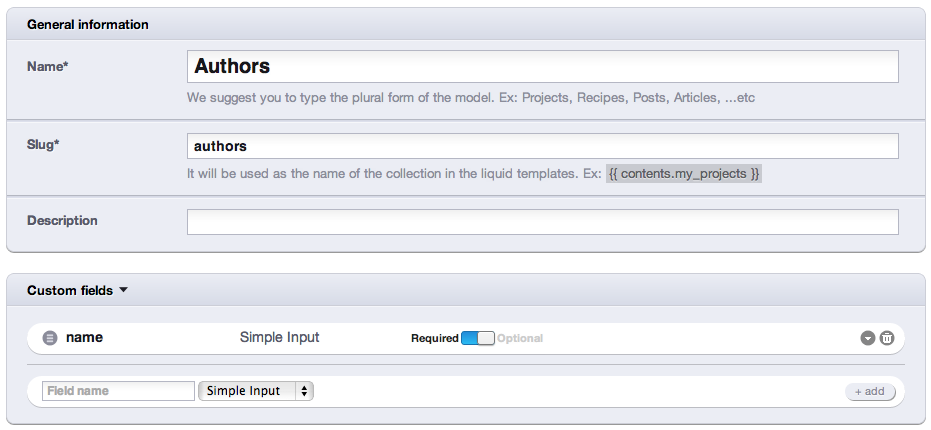 General information
Name*
Authors
We suggest you to type the plural form of the model. Ex: Projects, Recipes, Posts, Articles, ...etc
Slug*
authors
It will be used as the name of the collection in the liquid templates. Ex: {{ contents.my_projects }}
Description
Custom fields
name Simple Input Required Optional
Field name Simple Input + add